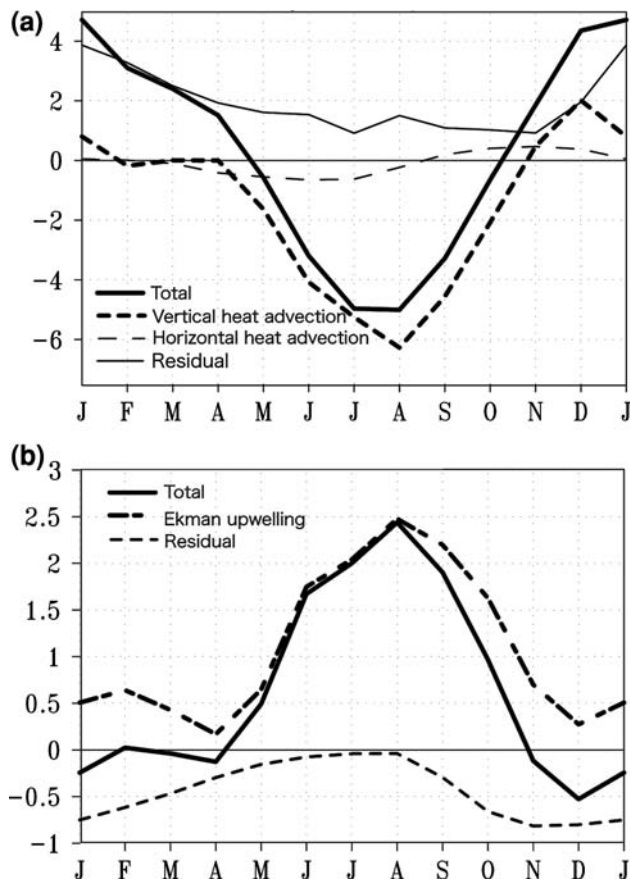 (a)
4
2
0
−2
−4
−6
Total
Vertical heat advection
Horizontal heat advection
Residual
J F M A M J J A S O N D J
(b)
3
2.5
2
1.5
1
0.5
0
−0.5
−1
Total
Ekman upwelling
Residual
J F M A M J J A S O N D J